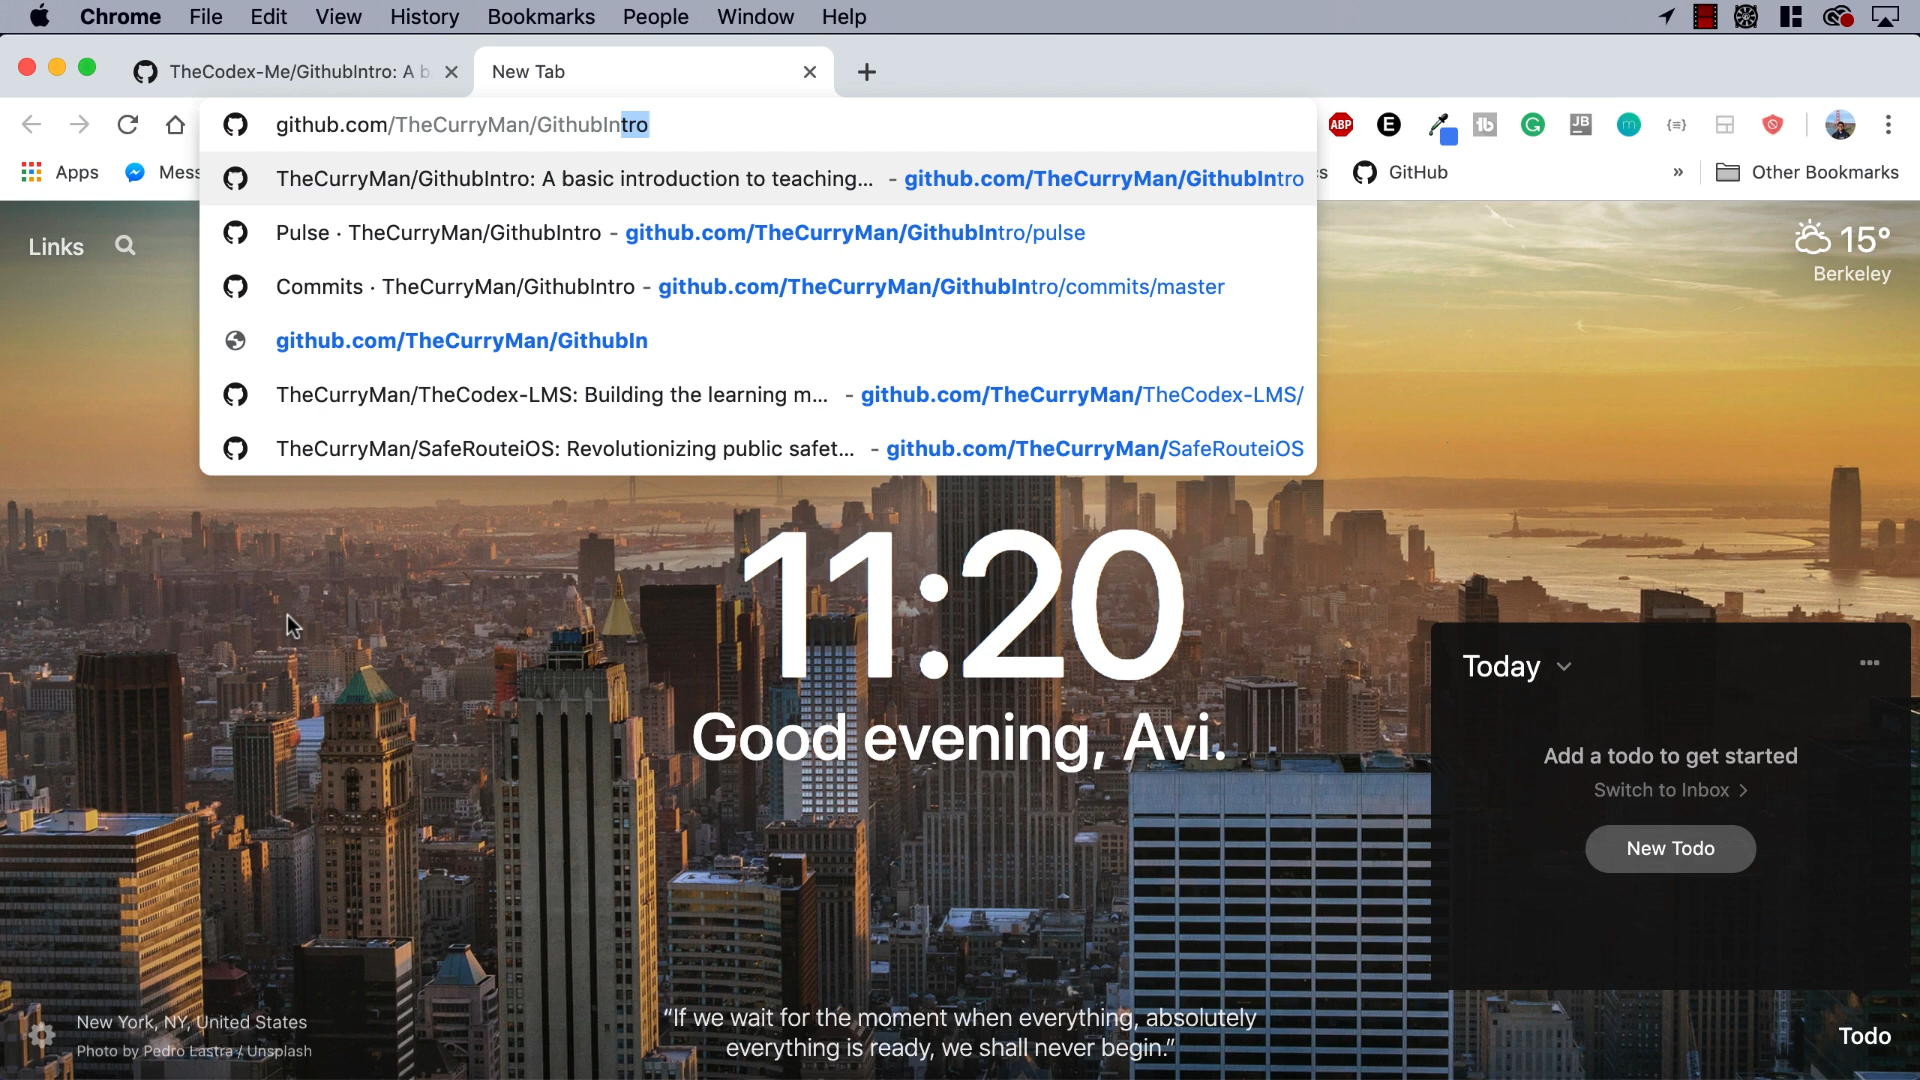 Chrome File Edit View History Bookmarks People Window Help
TheCodex-Me/GithubIntro: A b New Tab
github.com/TheCurryMan/GithubIntro
ABP E tb G JB m {≡}
Apps Mess s GitHub » Other Bookmarks
TheCurryMan/GithubIntro: A basic introduction to teaching... - github.com/TheCurryMan/GithubIntro
Pulse · TheCurryMan/GithubIntro - github.com/TheCurryMan/GithubIntro/pulse
Commits · TheCurryMan/GithubIntro - github.com/TheCurryMan/GithubIntro/commits/master
github.com/TheCurryMan/GithubIn
TheCurryMan/TheCodex-LMS: Building the learning m... - github.com/TheCurryMan/TheCodex-LMS/
TheCurryMan/SafeRouteiOS: Revolutionizing public safet... - github.com/TheCurryMan/SafeRouteiOS
Links
15°
Berkeley
11:20
Good evening, Avi.
Today
Add a todo to get started
Switch to Inbox >
New Todo
New York, NY, United States
Photo by Pedro Lastra / Unsplash
“If we wait for the moment when everything, absolutely
everything is ready, we shall never begin.”
Todo